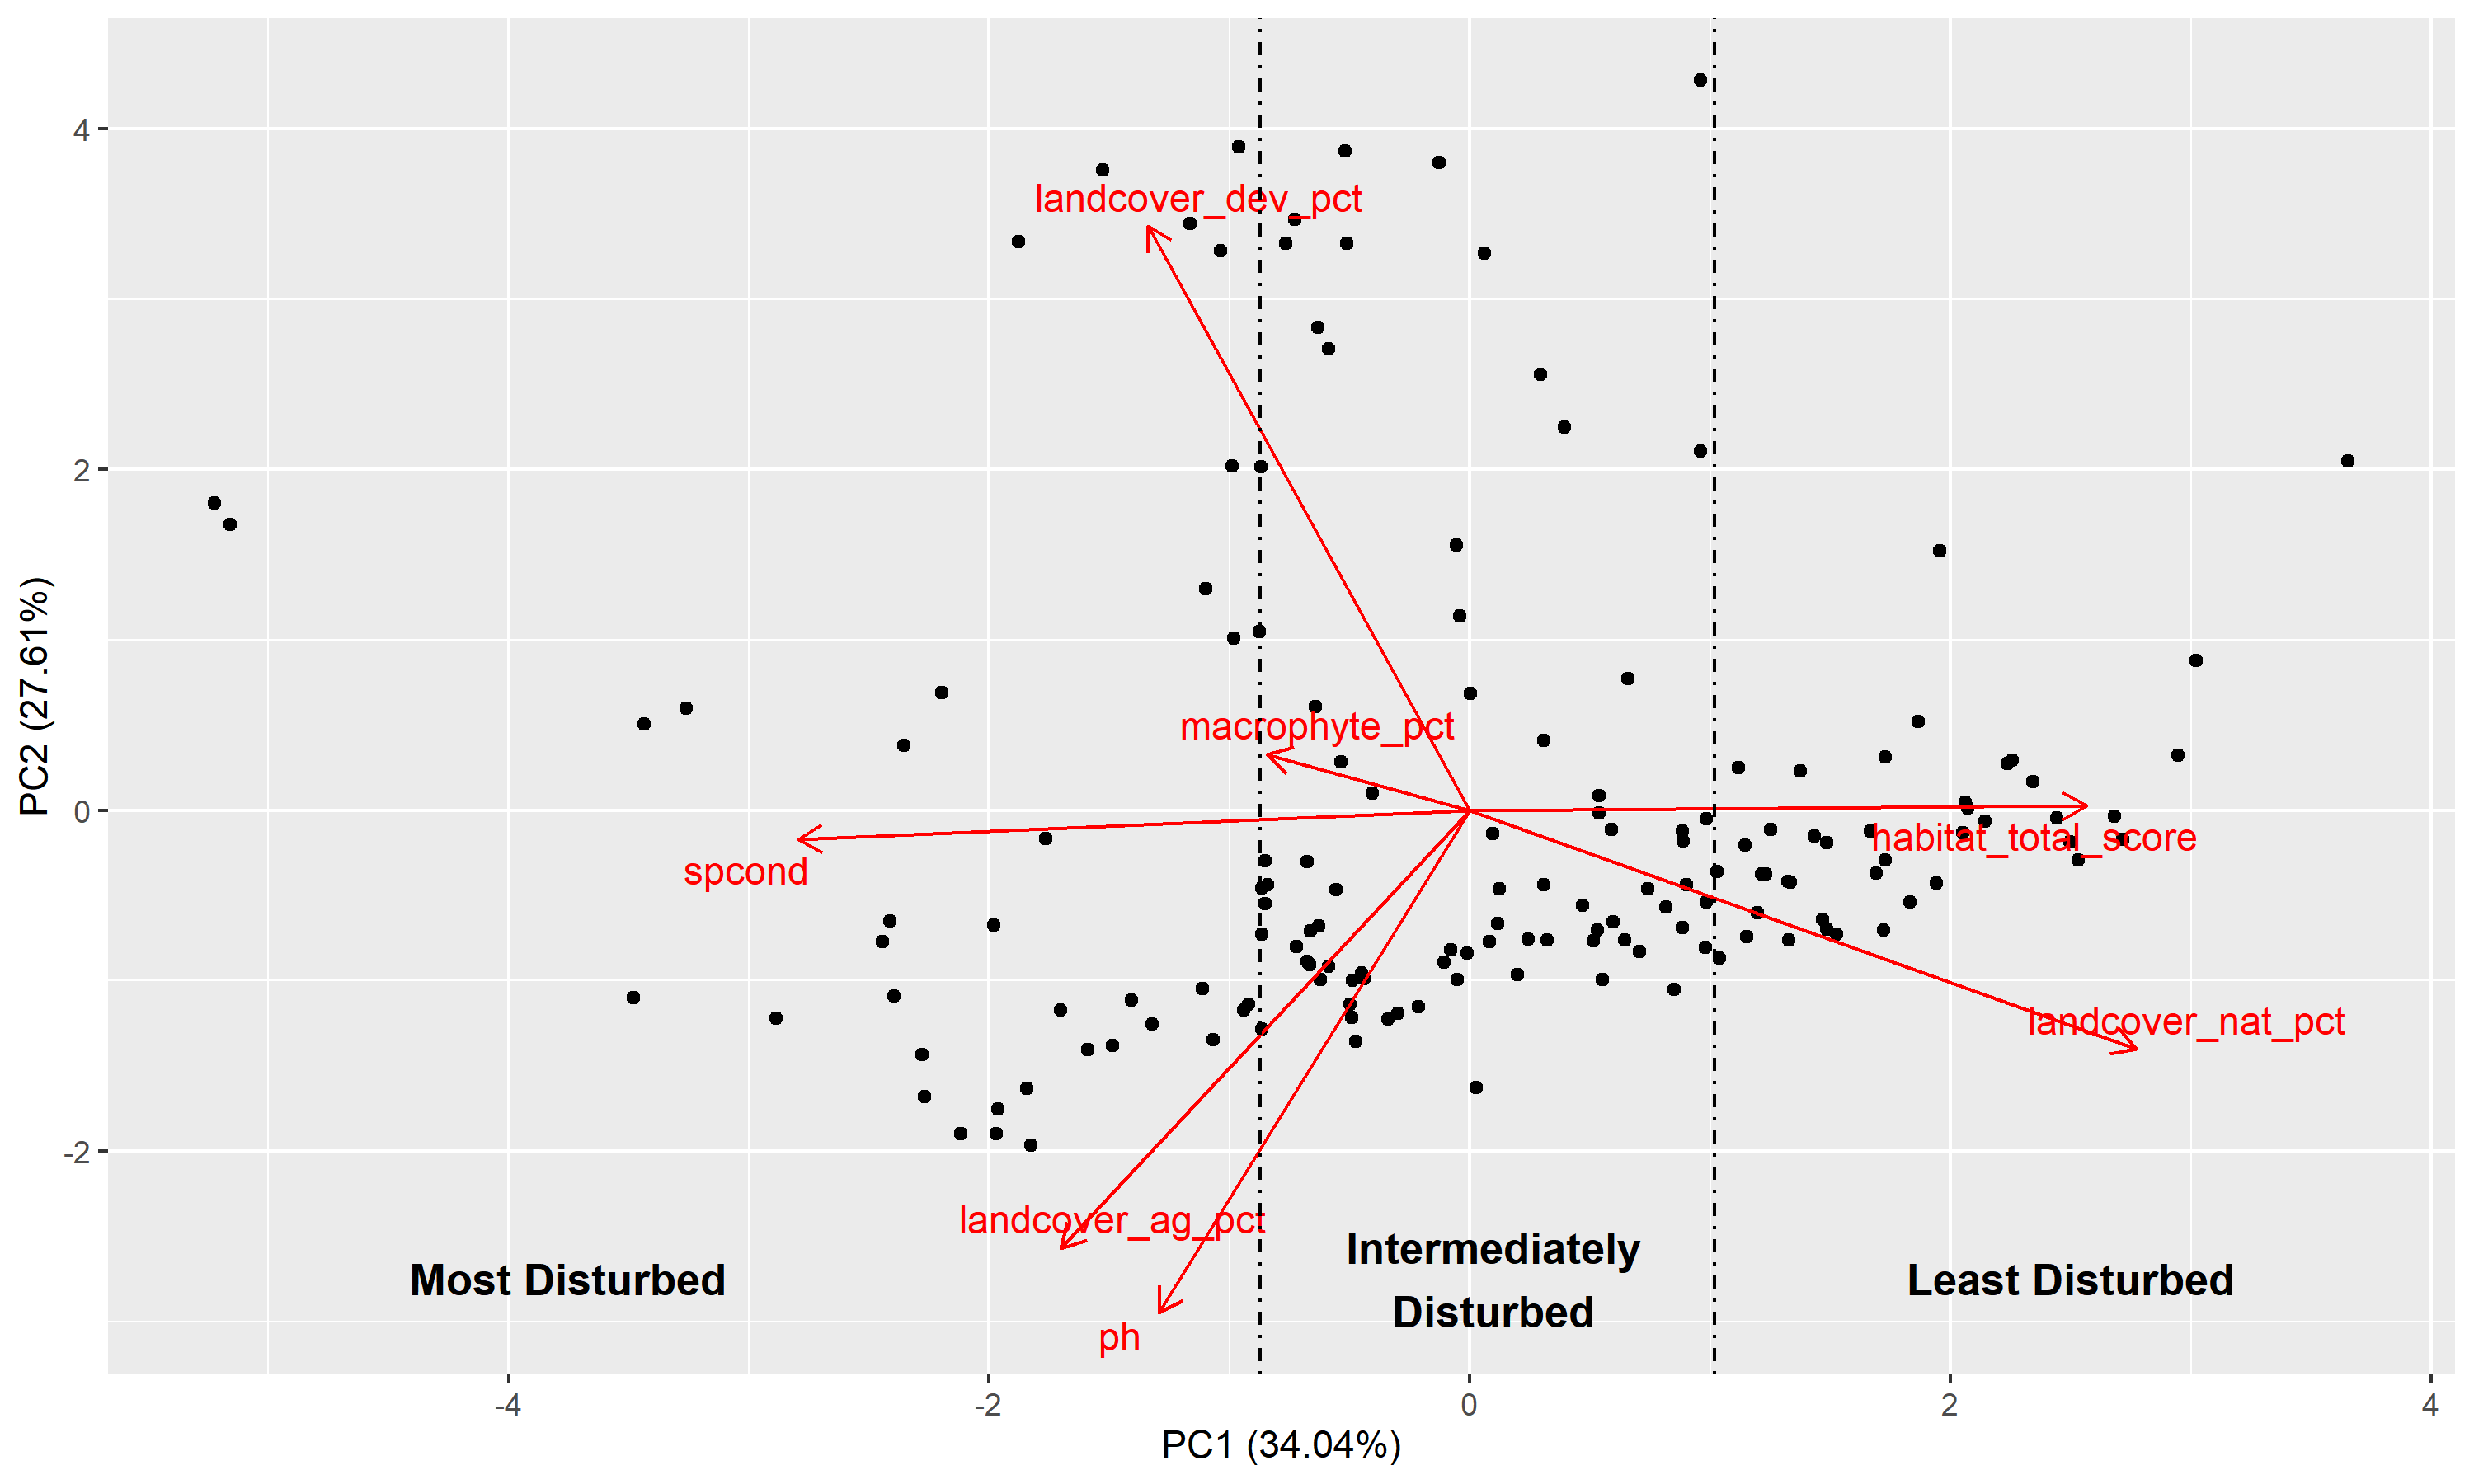 4
landcover_dev_pct
2
PC2 (27.61%)
macrophyte_pct
0
habitat_total_score
spcond
landcover_nat_pct
-2
landcover_ag_pct
Intermediately
Disturbed
Most Disturbed
Least Disturbed
ph
-4
-2
0
2
4
PC1 (34.04%)